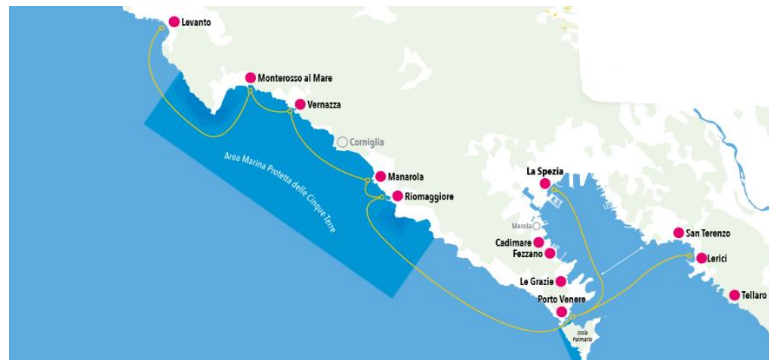 Levanto
Monterosso al Mare
Vernazza
Corniglia
Area Marina Protetta delle Cinque Terre
Manarola
Riomaggiore
La Spezia
Marola
Cadimare
Fezzano
San Terenzo
Lerici
Le Grazie
Tellaro
Porto Venere
Isola
Palmaria